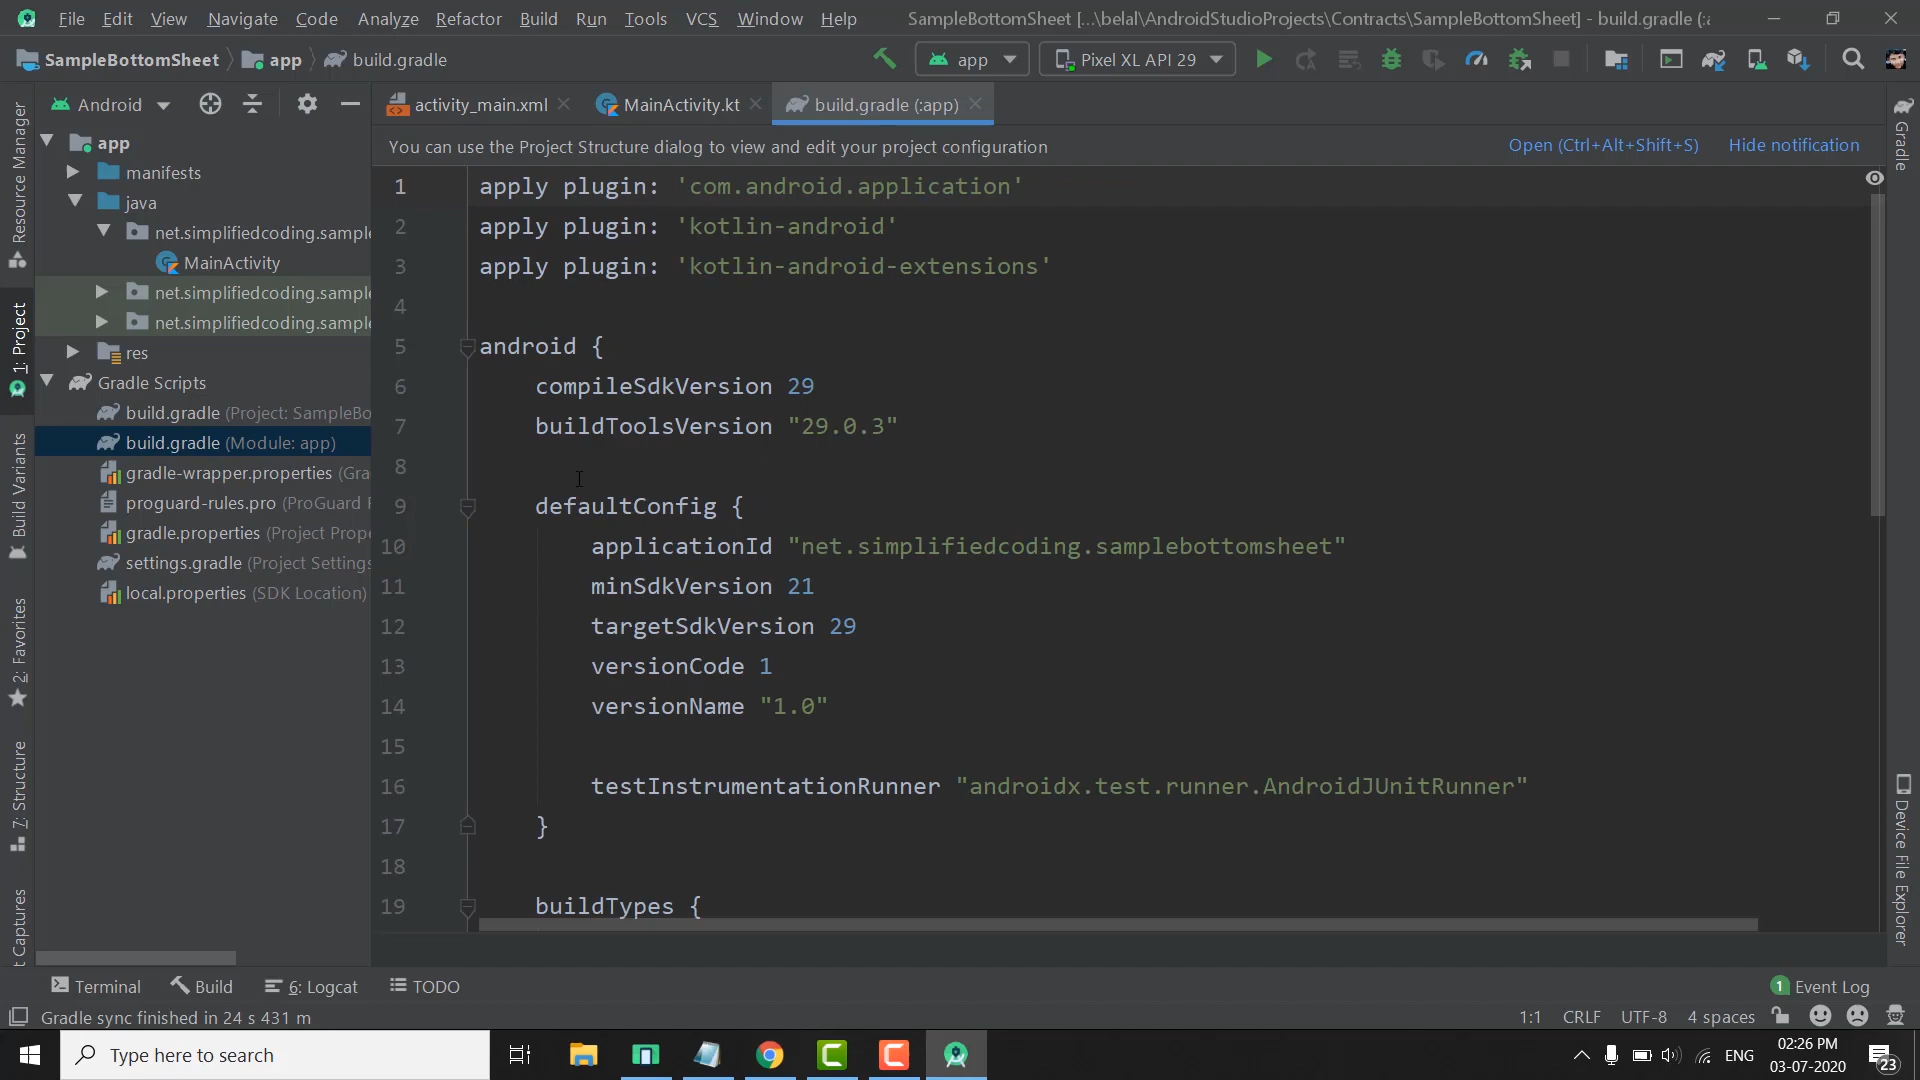 File Edit View Navigate Code Analyze Refactor Build Run Tools VCS Window Help SampleBottomSheet [...\belal\AndroidStudioProjects\Contracts\SampleBottomSheet] - build.gradle (:a
SampleBottomSheet app build.gradle app Pixel XL API 29
Android activity_main.xml MainActivity.kt build.gradle (:app)
You can use the Project Structure dialog to view and edit your project configuration Open (Ctrl+Alt+Shift+S) Hide notification
Resource Manager
1: Project
Build Variants
2: Favorites
7: Structure
t Captures
app
manifests
java
net.simplifiedcoding.sample
MainActivity
net.simplifiedcoding.sample
net.simplifiedcoding.sample
res
Gradle Scripts
build.gradle (Project: SampleBo
build.gradle (Module: app)
gradle-wrapper.properties (Gra
proguard-rules.pro (ProGuard
gradle.properties (Project Prope
settings.gradle (Project Settings
local.properties (SDK Location)
1 apply plugin: 'com.android.application'
2 apply plugin: 'kotlin-android'
3 apply plugin: 'kotlin-android-extensions'
4
5 android {
6 compileSdkVersion 29
7 buildToolsVersion "29.0.3"
8
9 defaultConfig {
10 applicationId "net.simplifiedcoding.samplebottomsheet"
11 minSdkVersion 21
12 targetSdkVersion 29
13 versionCode 1
14 versionName "1.0"
15
16 testInstrumentationRunner "androidx.test.runner.AndroidJUnitRunner"
17 }
18
19 buildTypes {
Gradle
Device File Explorer
Terminal Build 6: Logcat TODO 1 Event Log
Gradle sync finished in 24 s 431 m 1:1 CRLF UTF-8 4 spaces
Type here to search ENG 02:26 PM
03-07-2020 23